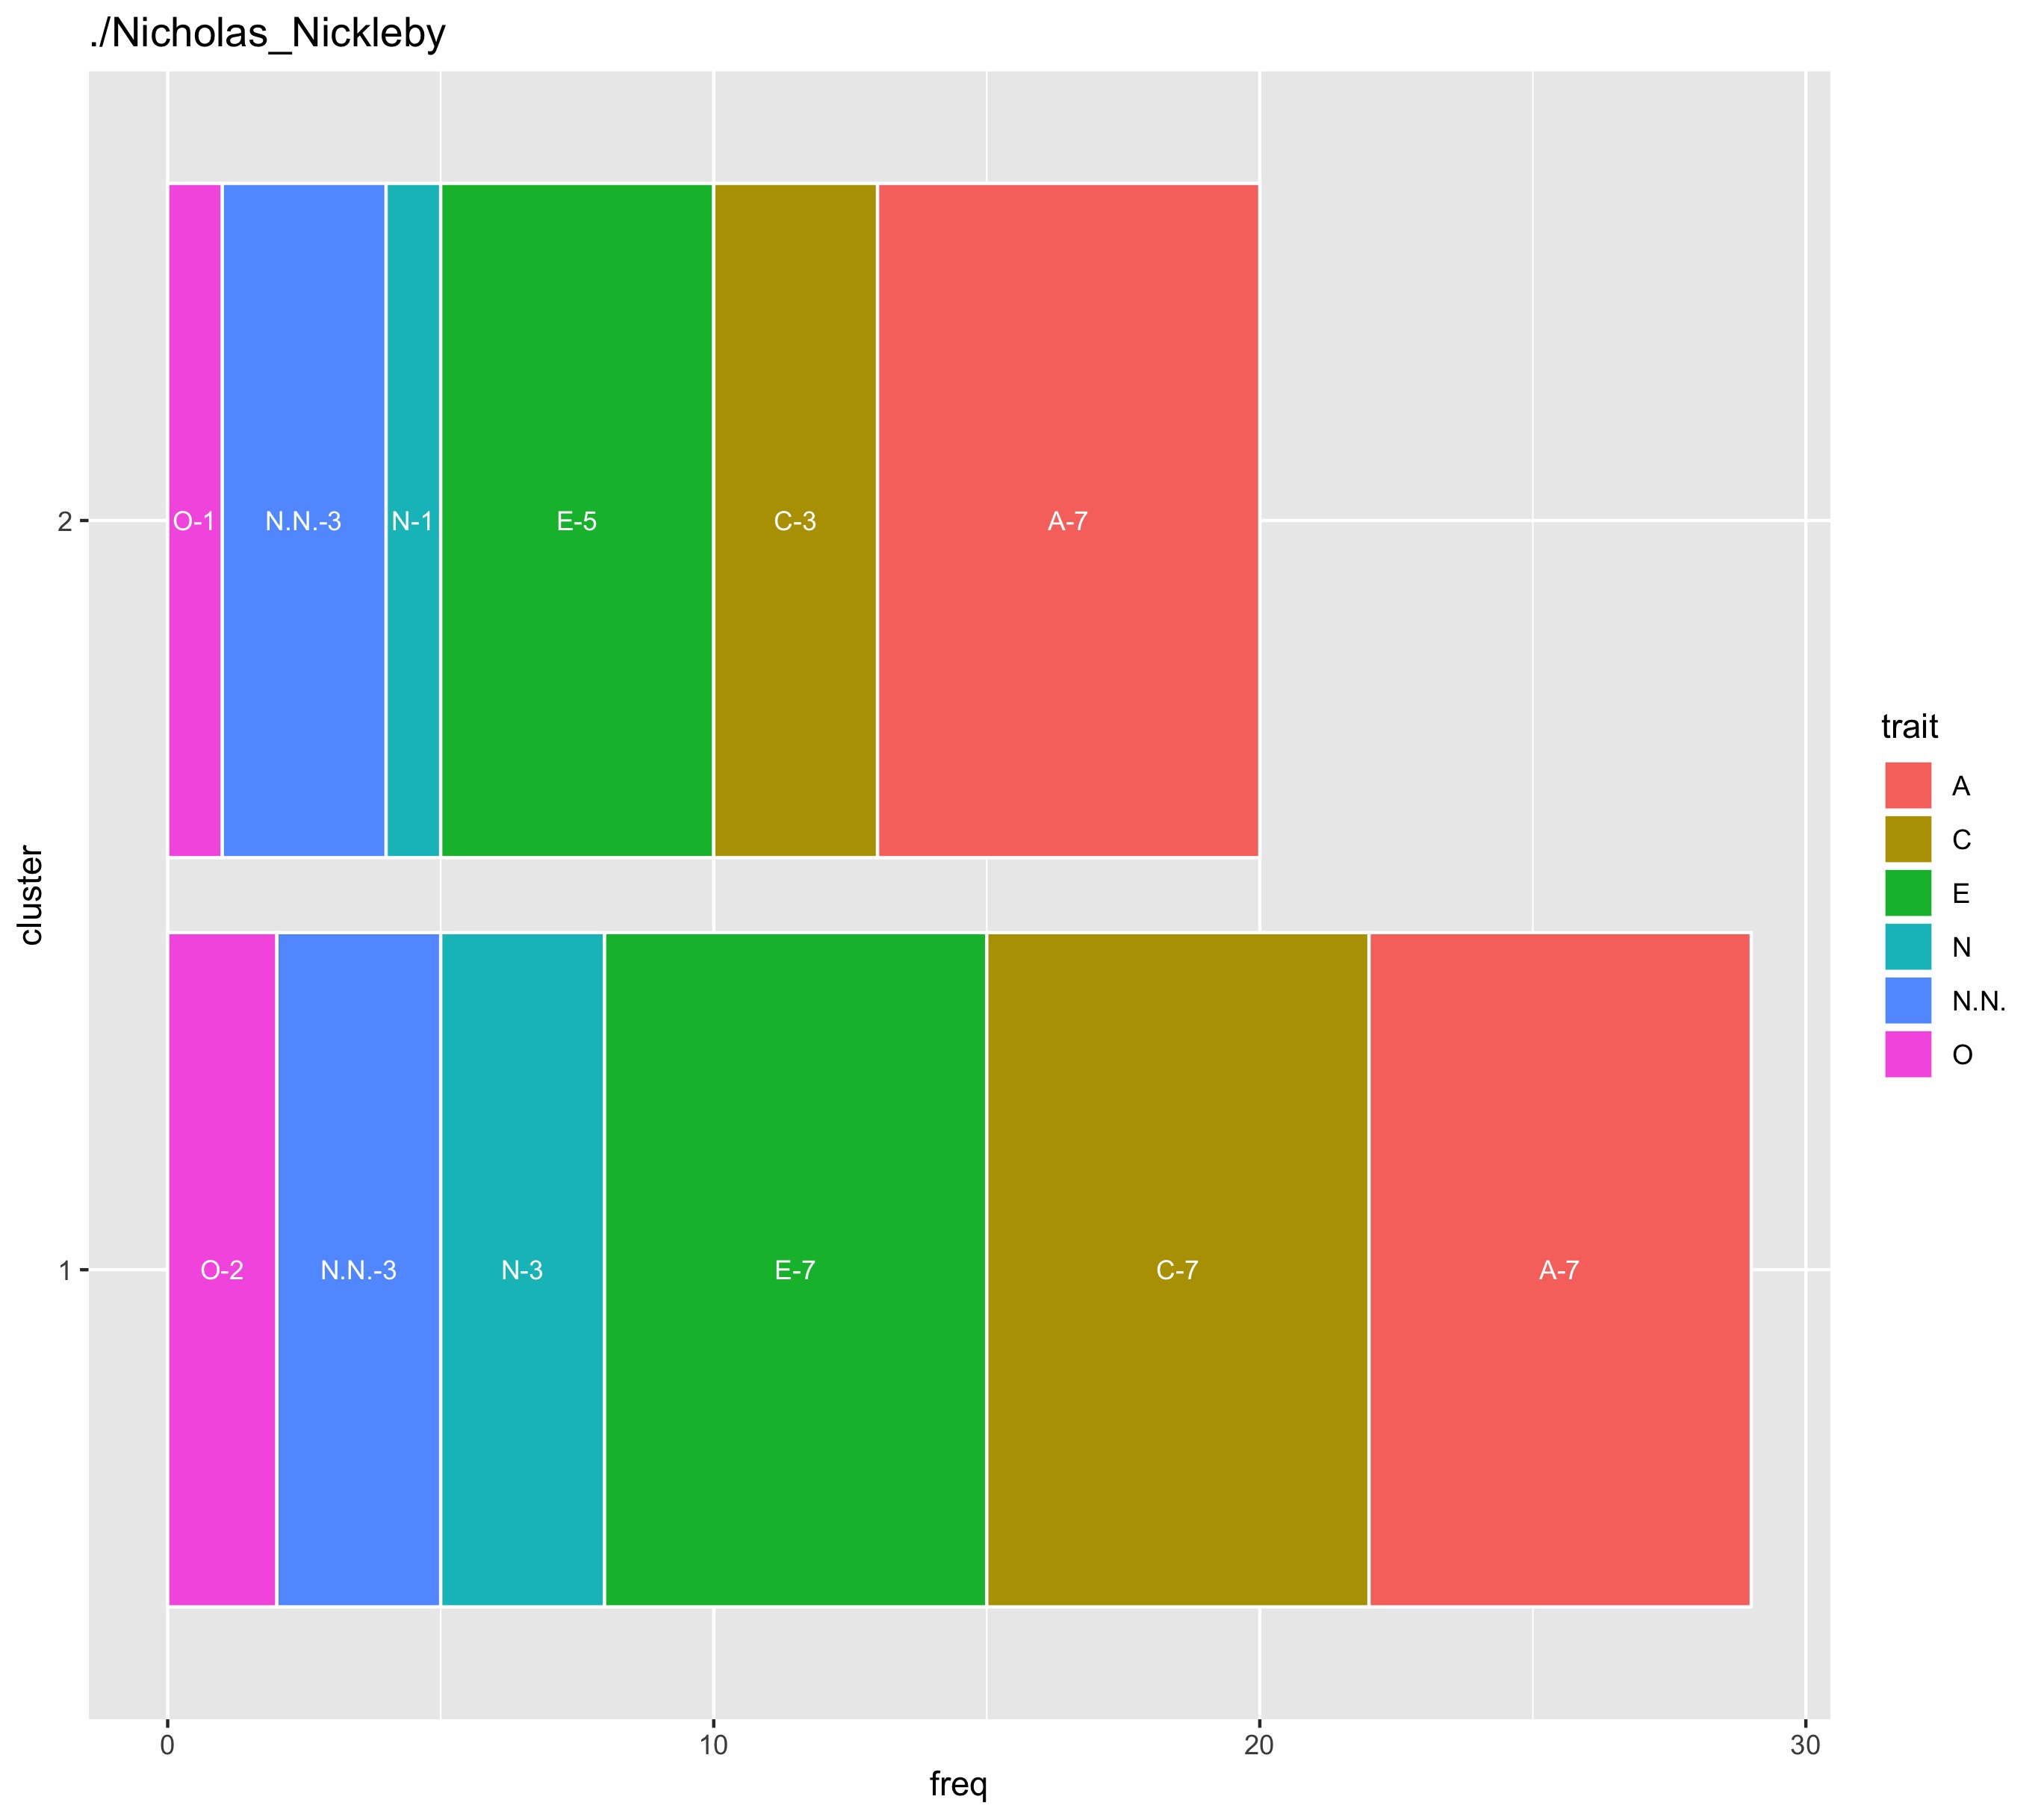 ./Nicholas_Nickleby
2
O-1 N.N.-3 N-1 E-5 C-3 A-7
cluster
1
O-2 N.N.-3 N-3 E-7 C-7 A-7
0 10 20 30
freq
trait
A
C
E
N
N.N.
O